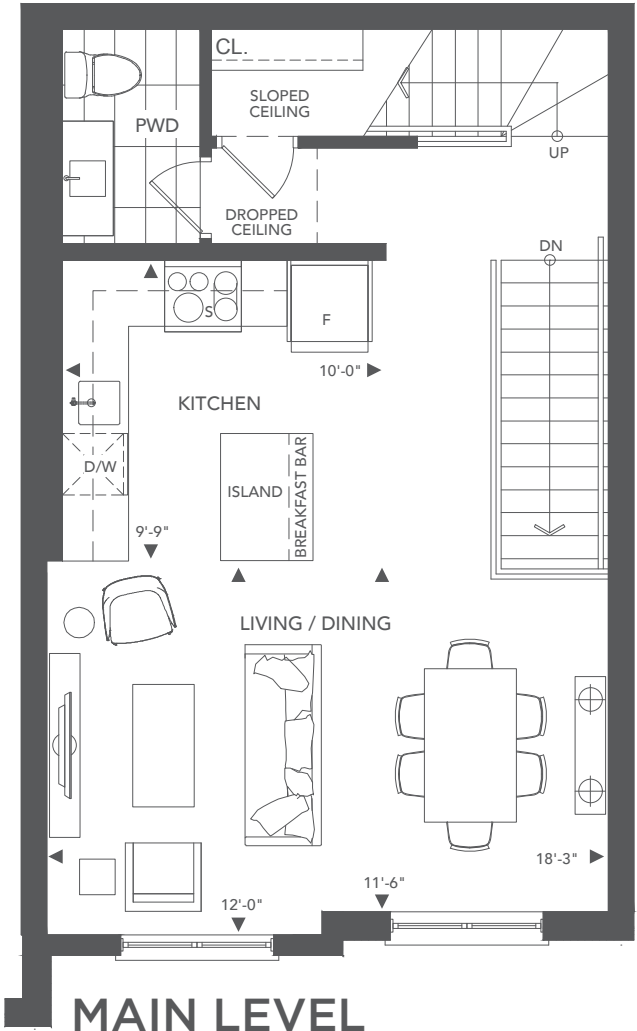 CL.
SLOPED
CEILING
PWD
UP
DROPPED
CEILING
DN
S
F
10'-0"
KITCHEN
D/W
ISLAND
BREAKFAST BAR
9'-9"
LIVING / DINING
18'-3"
11'-6"
12'-0"
MAIN LEVEL